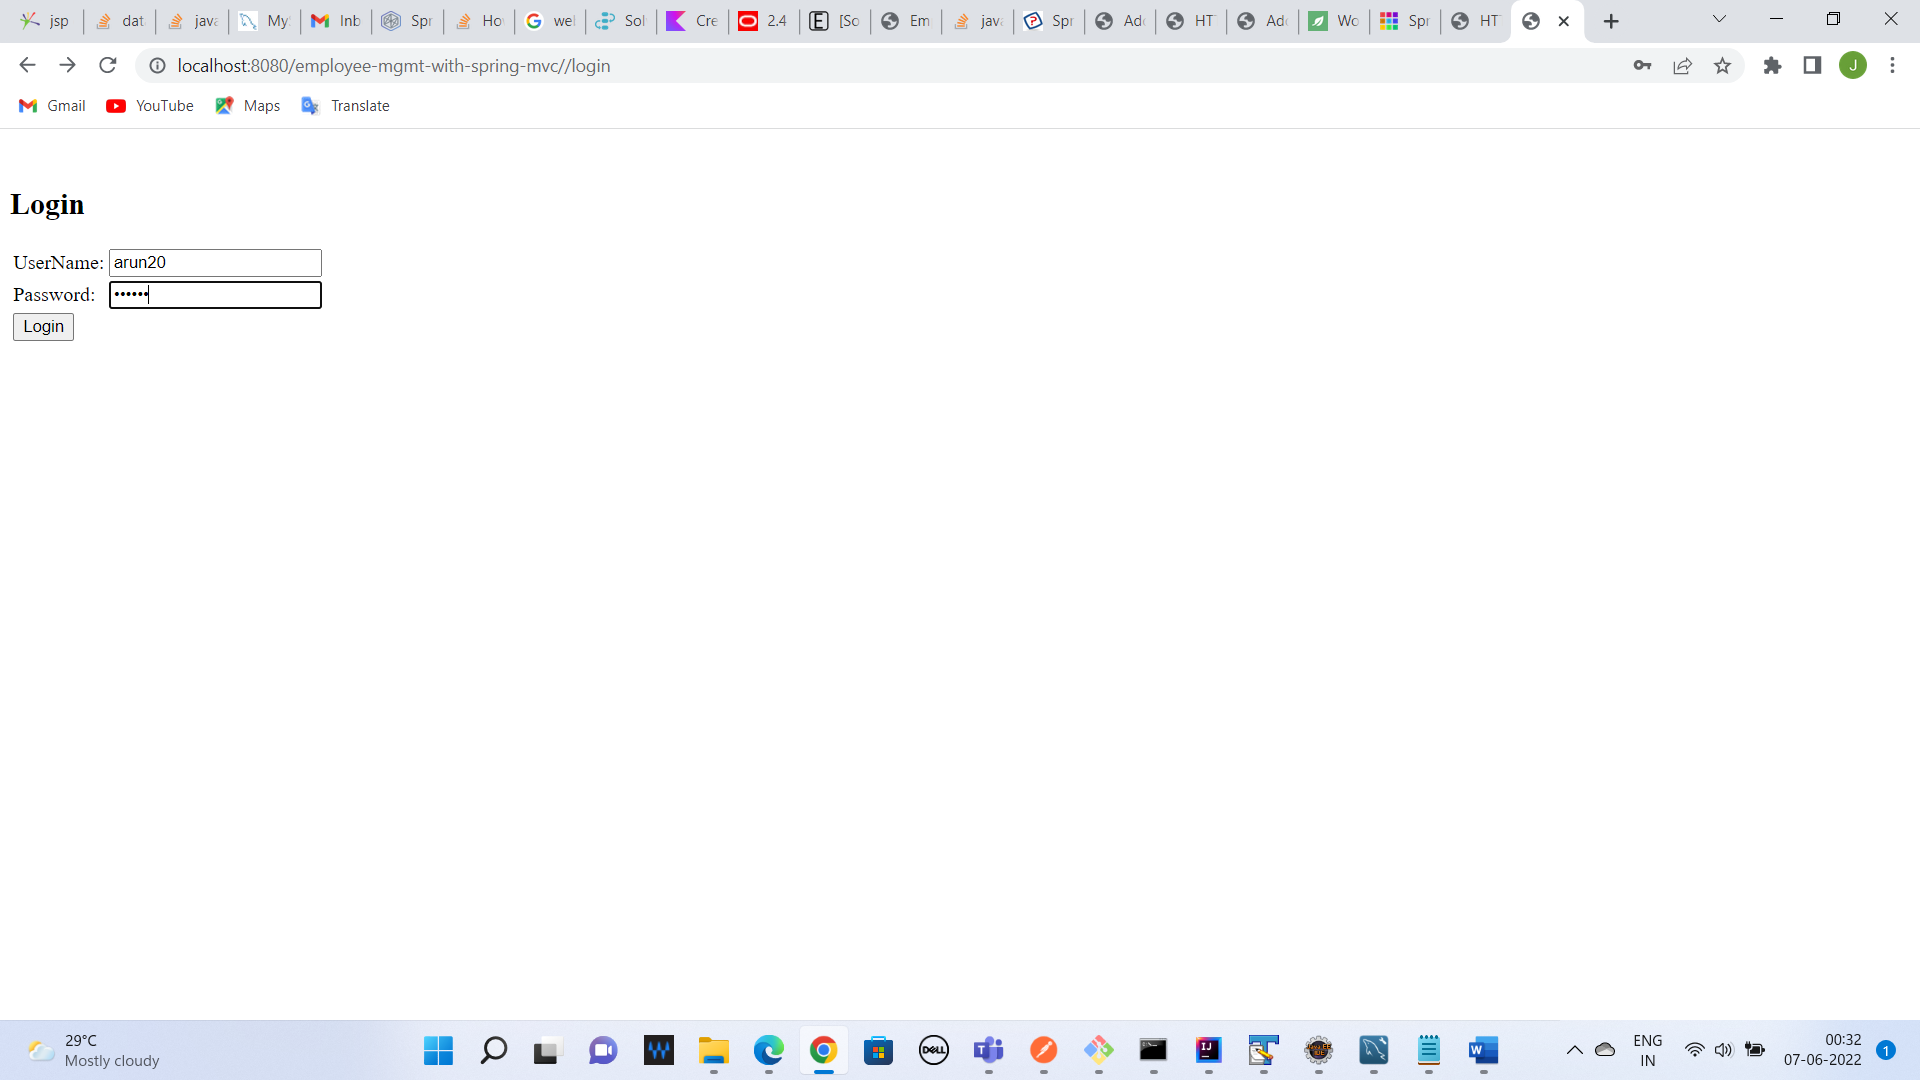 jsp
dat
java
My
Inb
Spr
Ho
wel
Sol
Cre
2.4
[So
Em
java
Spr
Ad
HT
Ad
Wo
Spr
HT
localhost:8080/employee-mgmt-with-spring-mvc//login
J
Gmail
YouTube
Maps
Translate
Login
UserName: arun20
Password: ••••••
Login
29°C
Mostly cloudy
DELL
ENG
IN
00:32
07-06-2022
1